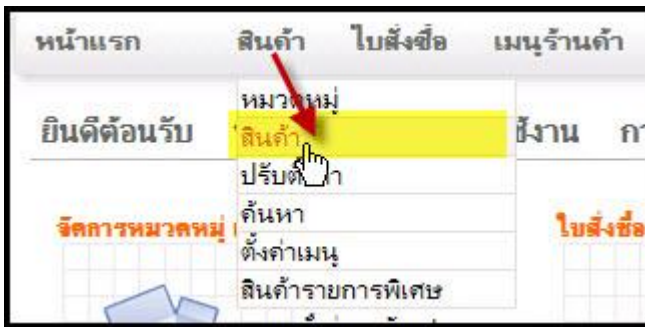 หน้าแรก สินค้า ใบสั่งซื้อ เมนูร้านค้า
หมวดหมู่
ยินดีต้อนรับ
สินค้า
ปรับ
ค้นหา
จัดการหมวดหมู่ ใบสั่งซื้อ
ตั้งค่าเมนู
สินค้ารายการพิเศษ